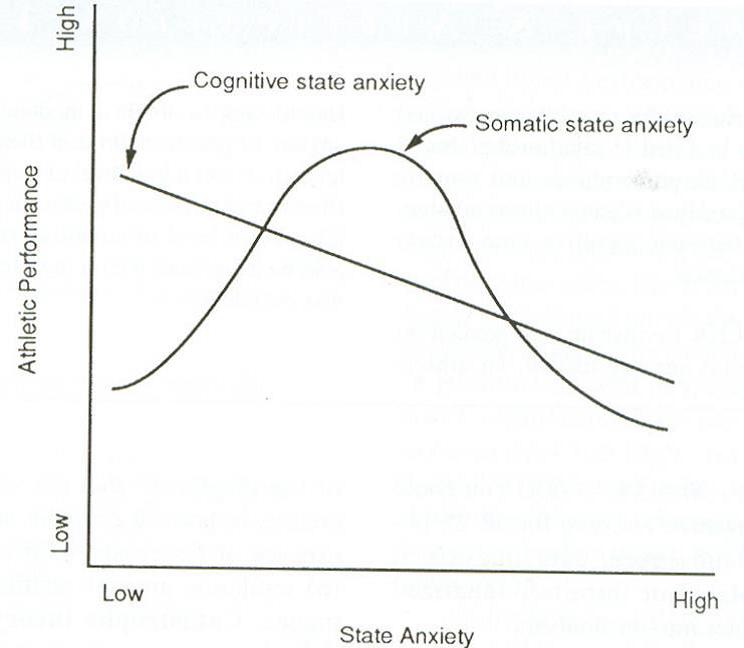 High
Cognitive state anxiety
Somatic state anxiety
Athletic Performance
Low
Low
High
State Anxiety